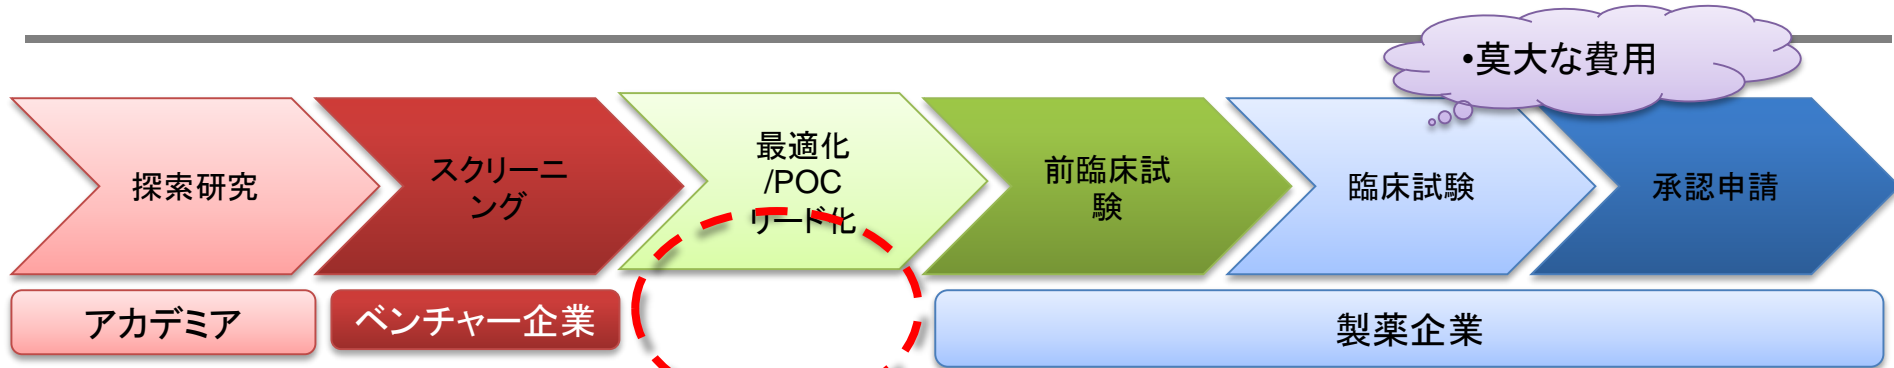 •莫大な費用
探索研究
スクリーニ
ング
最適化
/POC
リード化
前臨床試
験
臨床試験
承認申請
アカデミア
ベンチャー企業
製薬企業